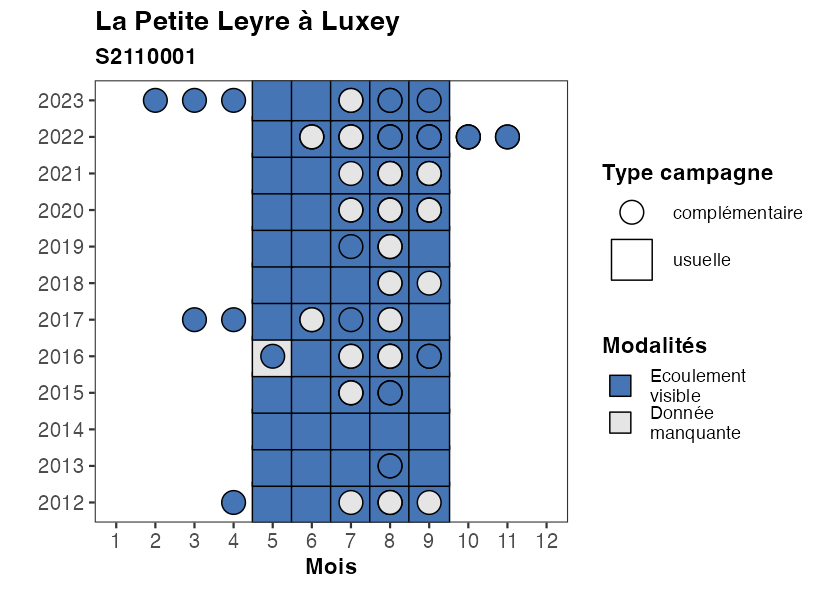 La Petite Leyre à Luxey
S2110001
2023
2022
2021
2020
2019
2018
2017
2016
2015
2014
2013
2012
1 2 3 4 5 6 7 8 9 10 11 12
Mois
Type campagne
complémentaire
usuelle
Modalités
Ecoulement
visible
Donnée
manquante